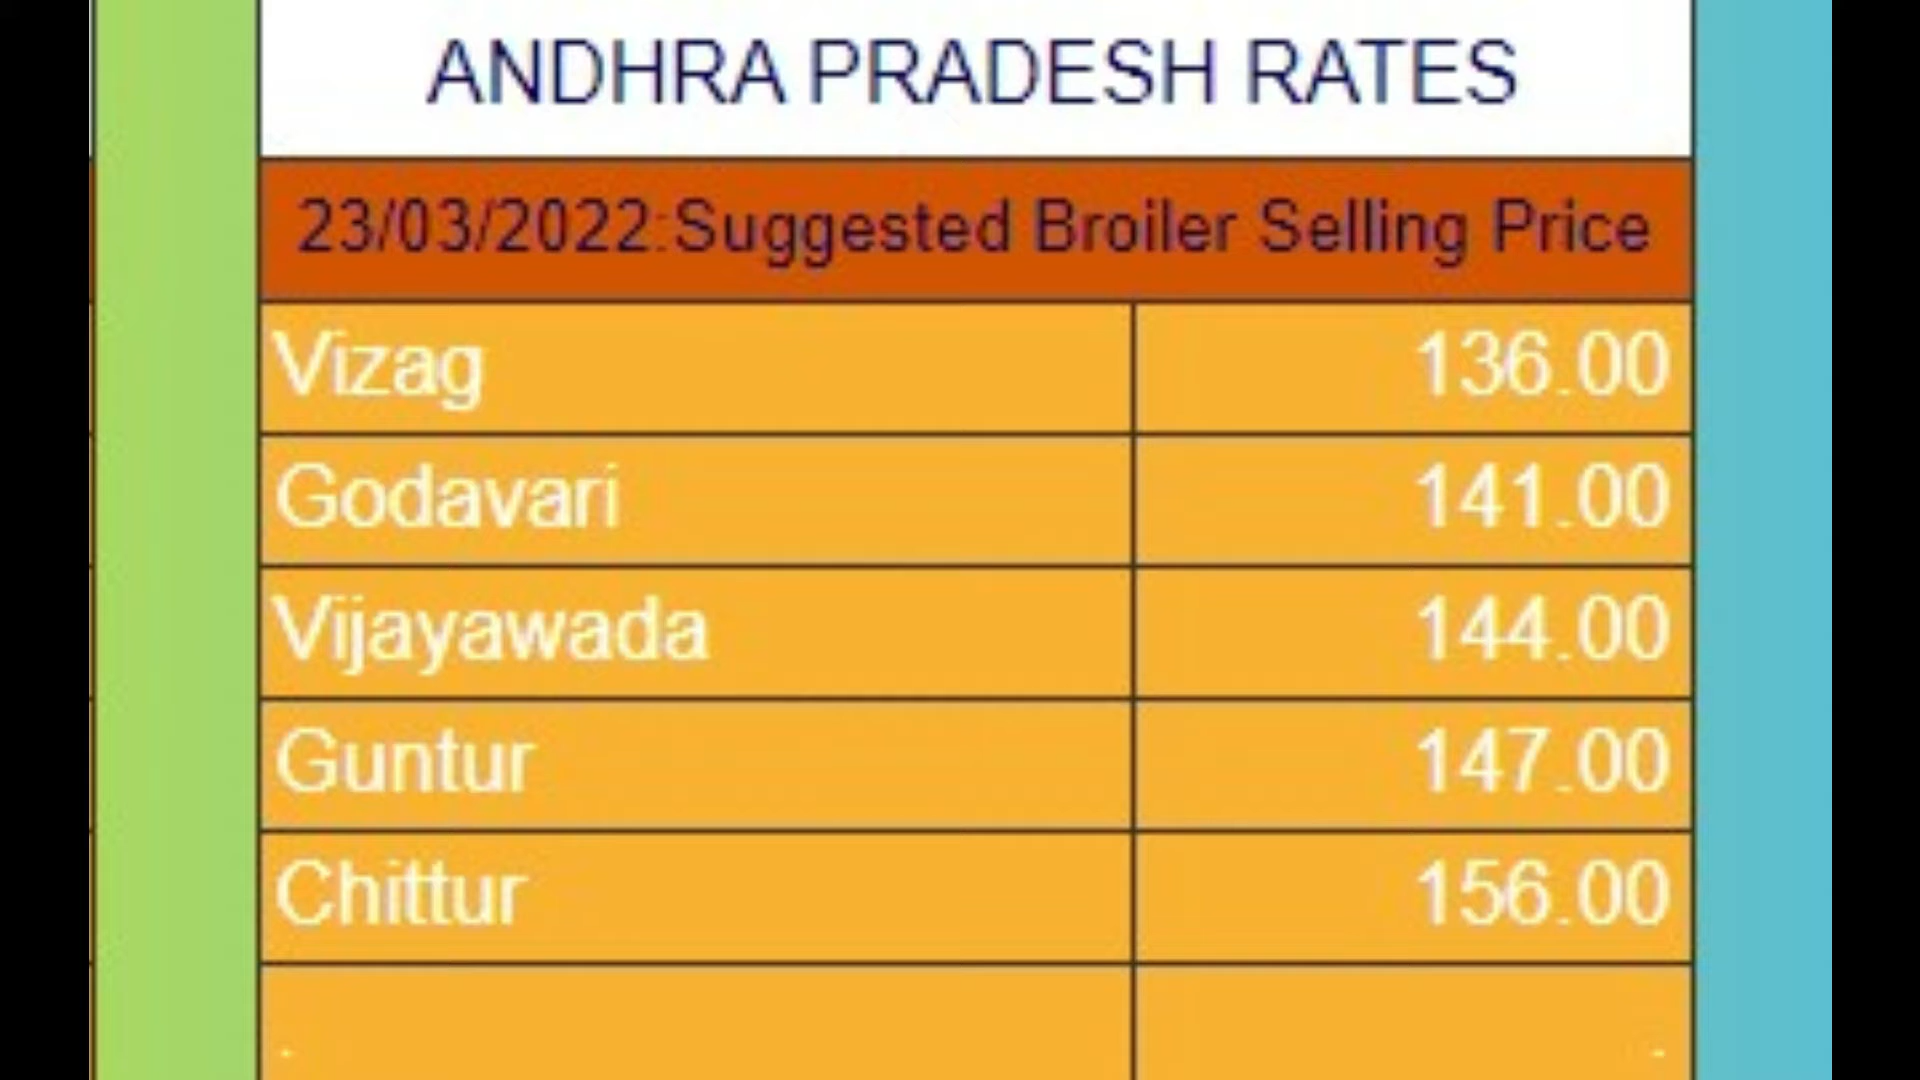 ANDHRA PRADESH RATES
23/03/2022:Suggested Broiler Selling Price
Vizag 136.00
Godavari 141.00
Vijayawada 144.00
Guntur 147.00
Chittur 156.00
- -